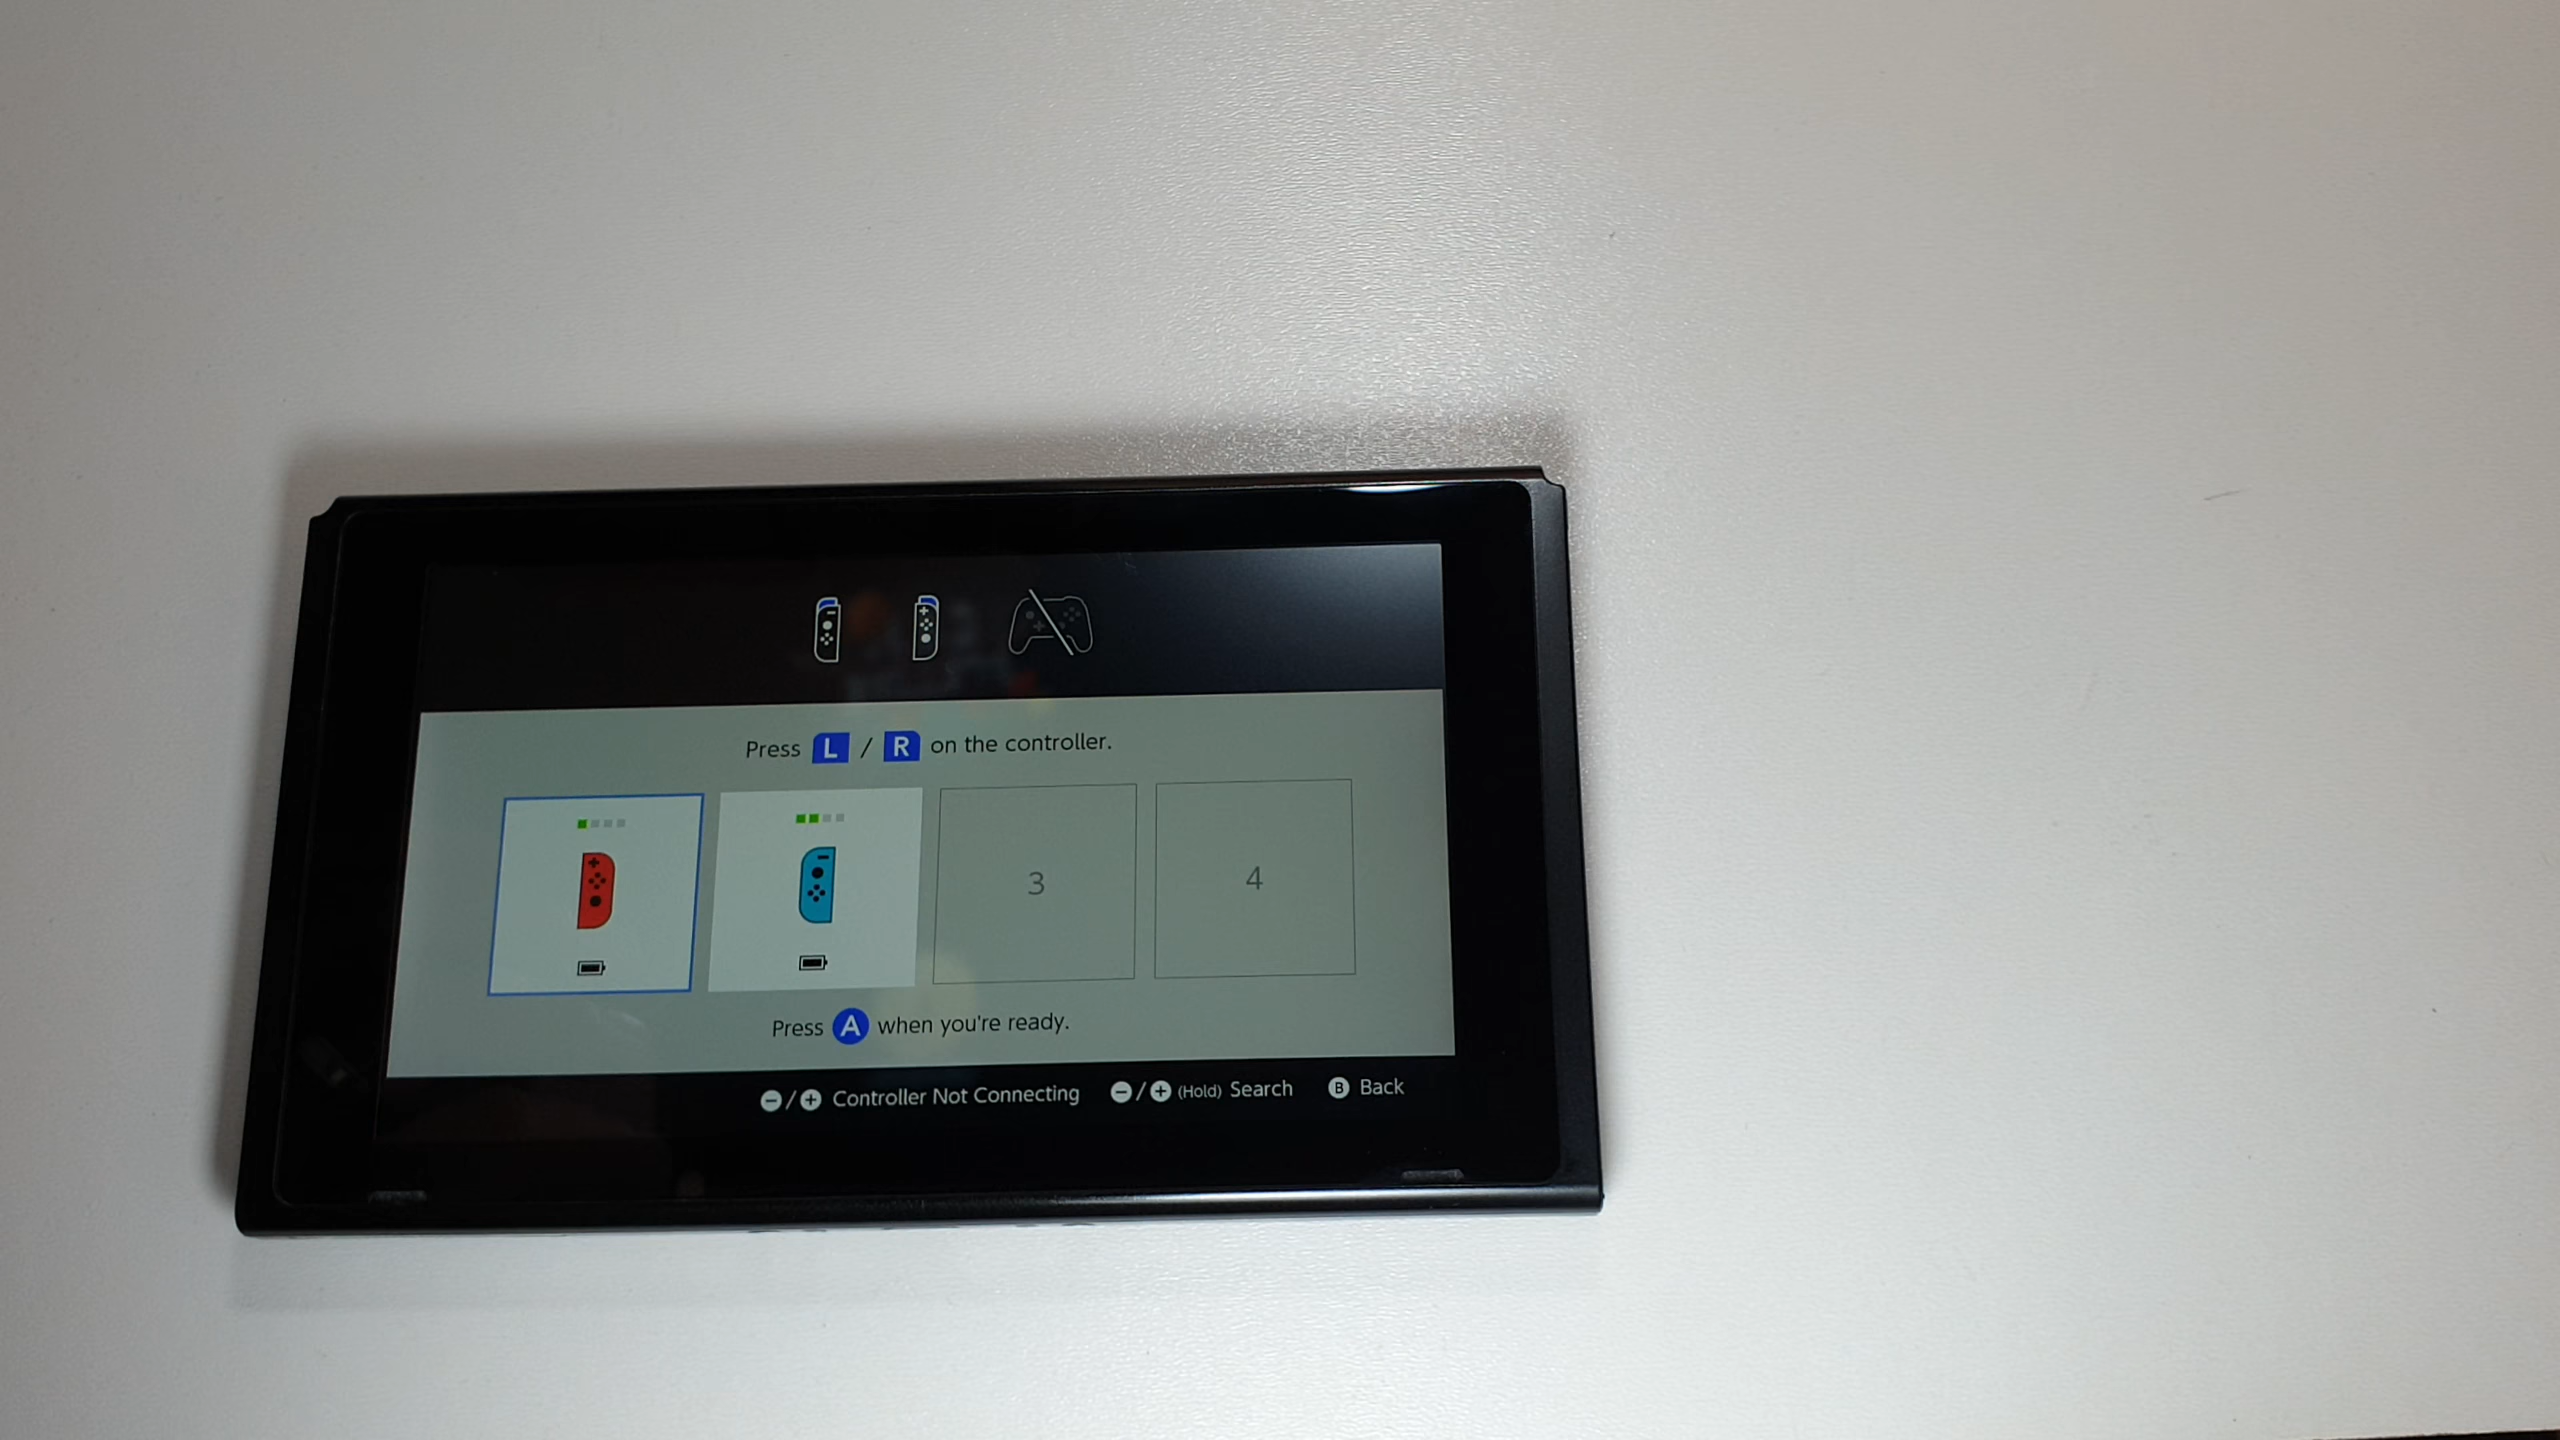 Press L / R on the controller.
3
4
Press A when you're ready.
−/+ Controller Not Connecting −/+ (Hold) Search B Back